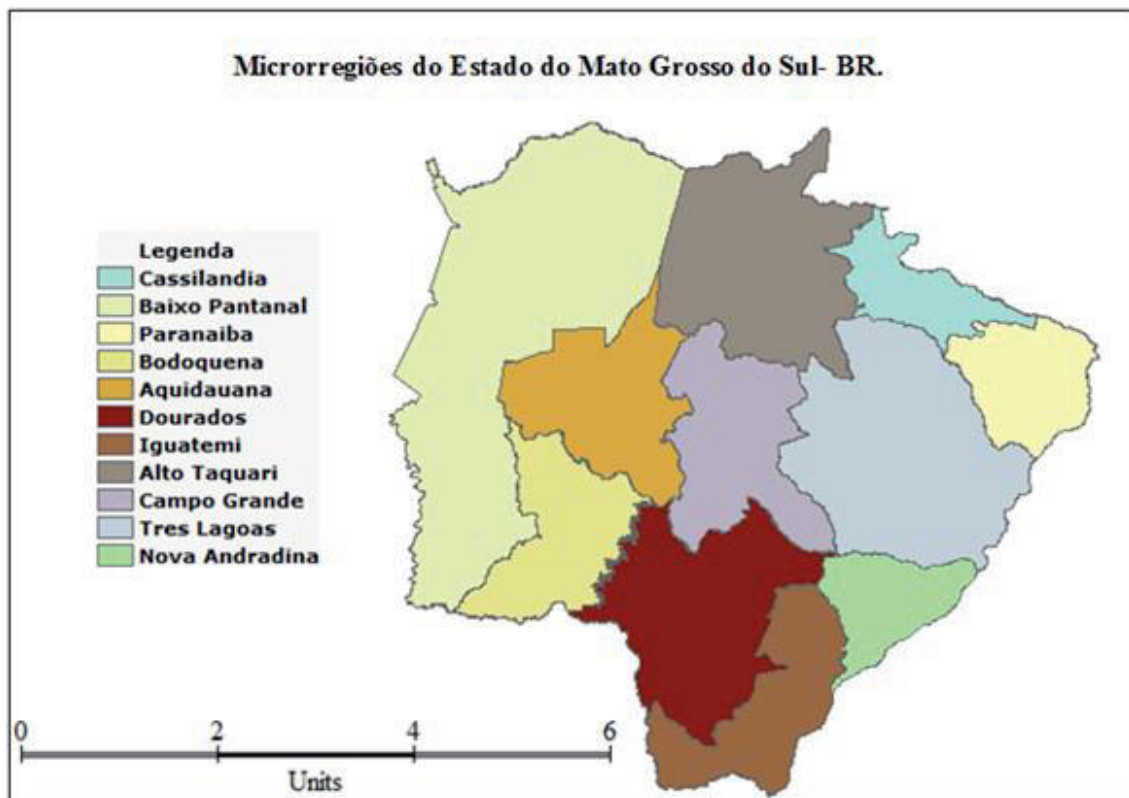 Microrregiões do Estado do Mato Grosso do Sul- BR.
Legenda
Cassilandia
Baixo Pantanal
Paranaiba
Bodoquena
Aquidauana
Dourados
Iguatemi
Alto Taquari
Campo Grande
Tres Lagoas
Nova Andradina
0 2 4 6
Units